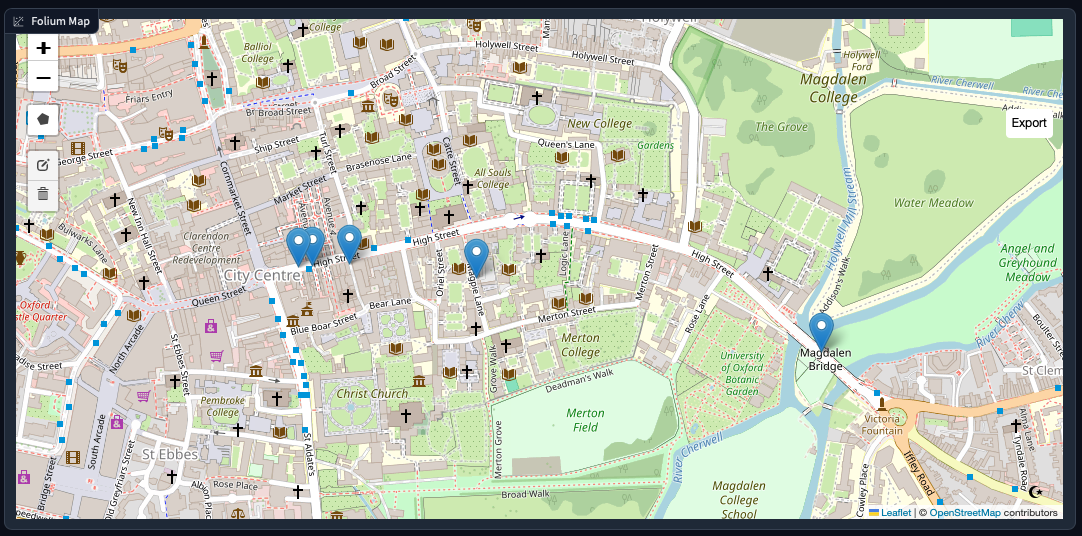 Folium Map
+
−
Export
College
Holywell
Balliol
College
Broad Street
Holywell Street
Holywell Street
Holywell
Ford
Magdalen
College
River Cherwell
Friars Entry
Broad Street
George Street
Ship Street
Turl Street
Catte Street
New College
Queen's Lane
Gardens
The Grove
Brasenose Lane
Cornmarket Street
Market Street
All Souls
College
Holywell Mill Stream
Water Meadow
New Inn Hall Street
Bulwarks Lane
Clarendon
Centre
Redevelopment
Avenue 4
High Street
High Street
High Street
Oriel Street
Logic Lane
Merton Street
Addison's Walk
Angel and
Greyhound
Meadow
City Centre
Queen Street
Magpie Lane
Bear Lane
Blue Boar Street
Merton Street
Rose Lane
River Cherwell
Boulter Street
Oxford
Castle Quarter
North Arcade
St Ebbes Street
Grove Walk
Merton
College
University
of Oxford
Botanic
Garden
Magdalen
Bridge
St Clem
Pembroke
College
Christ Church
Deadman's Walk
Merton
Field
Victoria
Fountain
Alma Lane
Tyndale Road
South Arcade
St Ebbes
St Aldate's
Merton Grove
River Cherwell
Iffley Road
Cowley Place
Old Greyfriars Street
Bridge Street
Albion Place
Rose Place
Broad Walk
Magdalen
College
School
Speedwell
Leaflet | © OpenStreetMap contributors